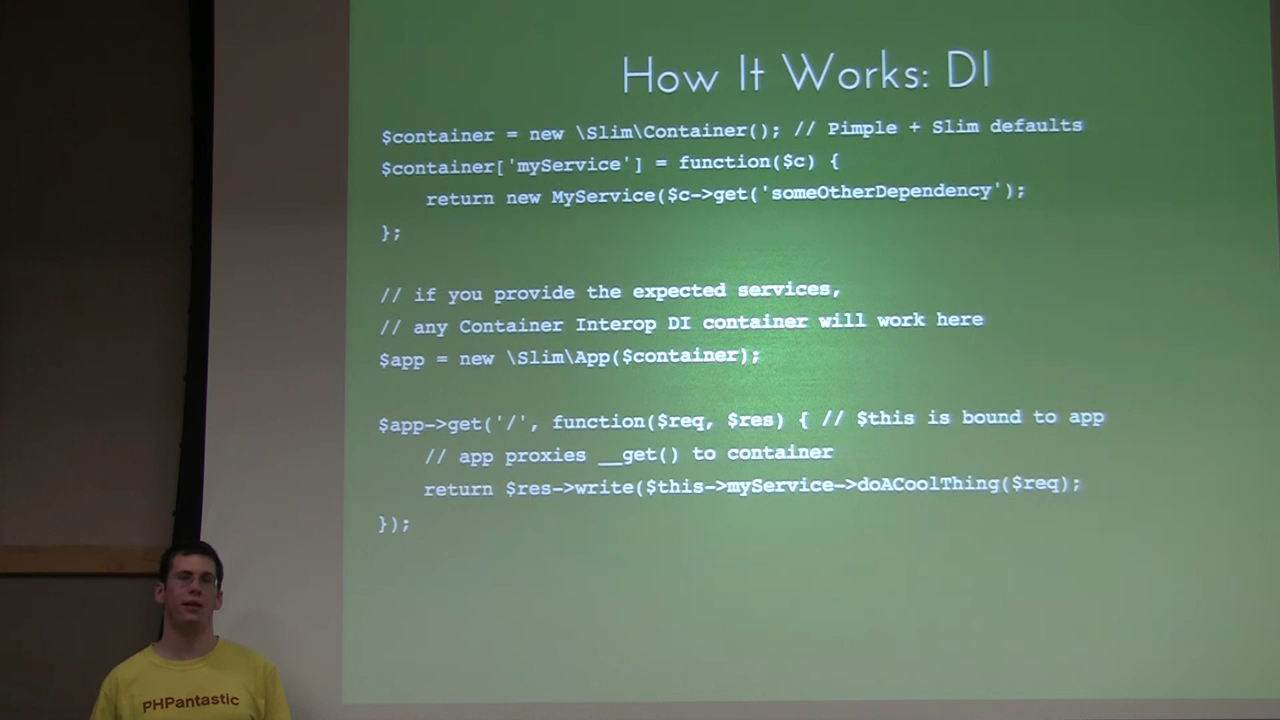 How It Works: DI
$container = new \Slim\Container(); // Pimple + Slim defaults
$container['myService'] = function($c) {
    return new MyService($c->get('someOtherDependency');
};
// if you provide the expected services,
// any Container Interop DI container will work here
$app = new \Slim\App($container);
$app->get('/', function($req, $res) { // $this is bound to app
    // app proxies __get() to container
    return $res->write($this->myService->doACoolThing($req);
});
PHPantastic